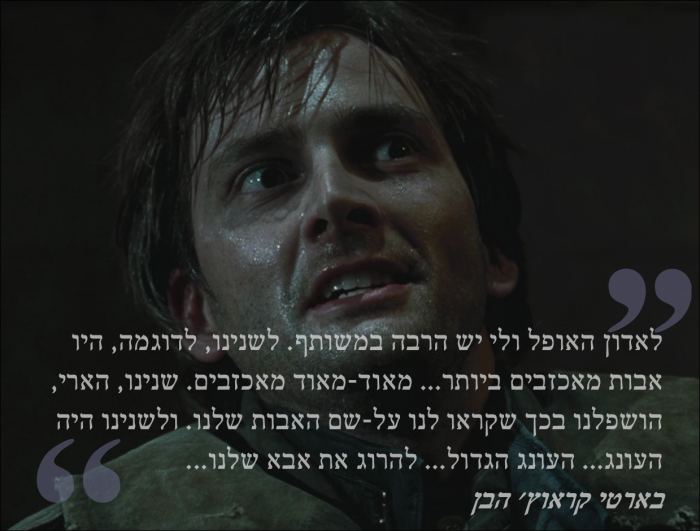 לאדון האופל ולי יש הרבה במשותף. לשנינו, לדוגמה, היו
אבות מאכזבים ביותר... מאוד-מאוד מאכזבים. שנינו, הארי,
הושפלנו בכך שקראו לנו על-שם האבות שלנו. ולשנינו היה
העונג... העונג הגדול... להרוג את אבא שלנו...
בארטי קראוץ' הבן